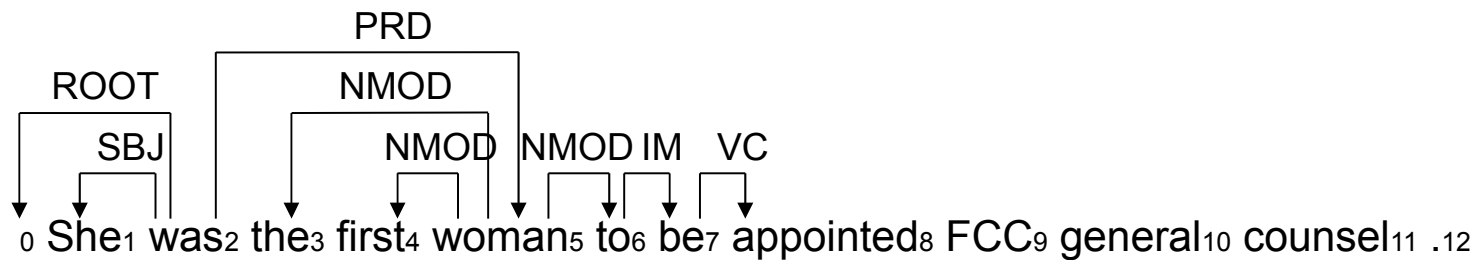 PRD
ROOT NMOD
SBJ NMOD NMOD IM VC
0 She1 was2 the3 first4 woman5 to6 be7 appointed8 FCC9 general10 counsel11 .12